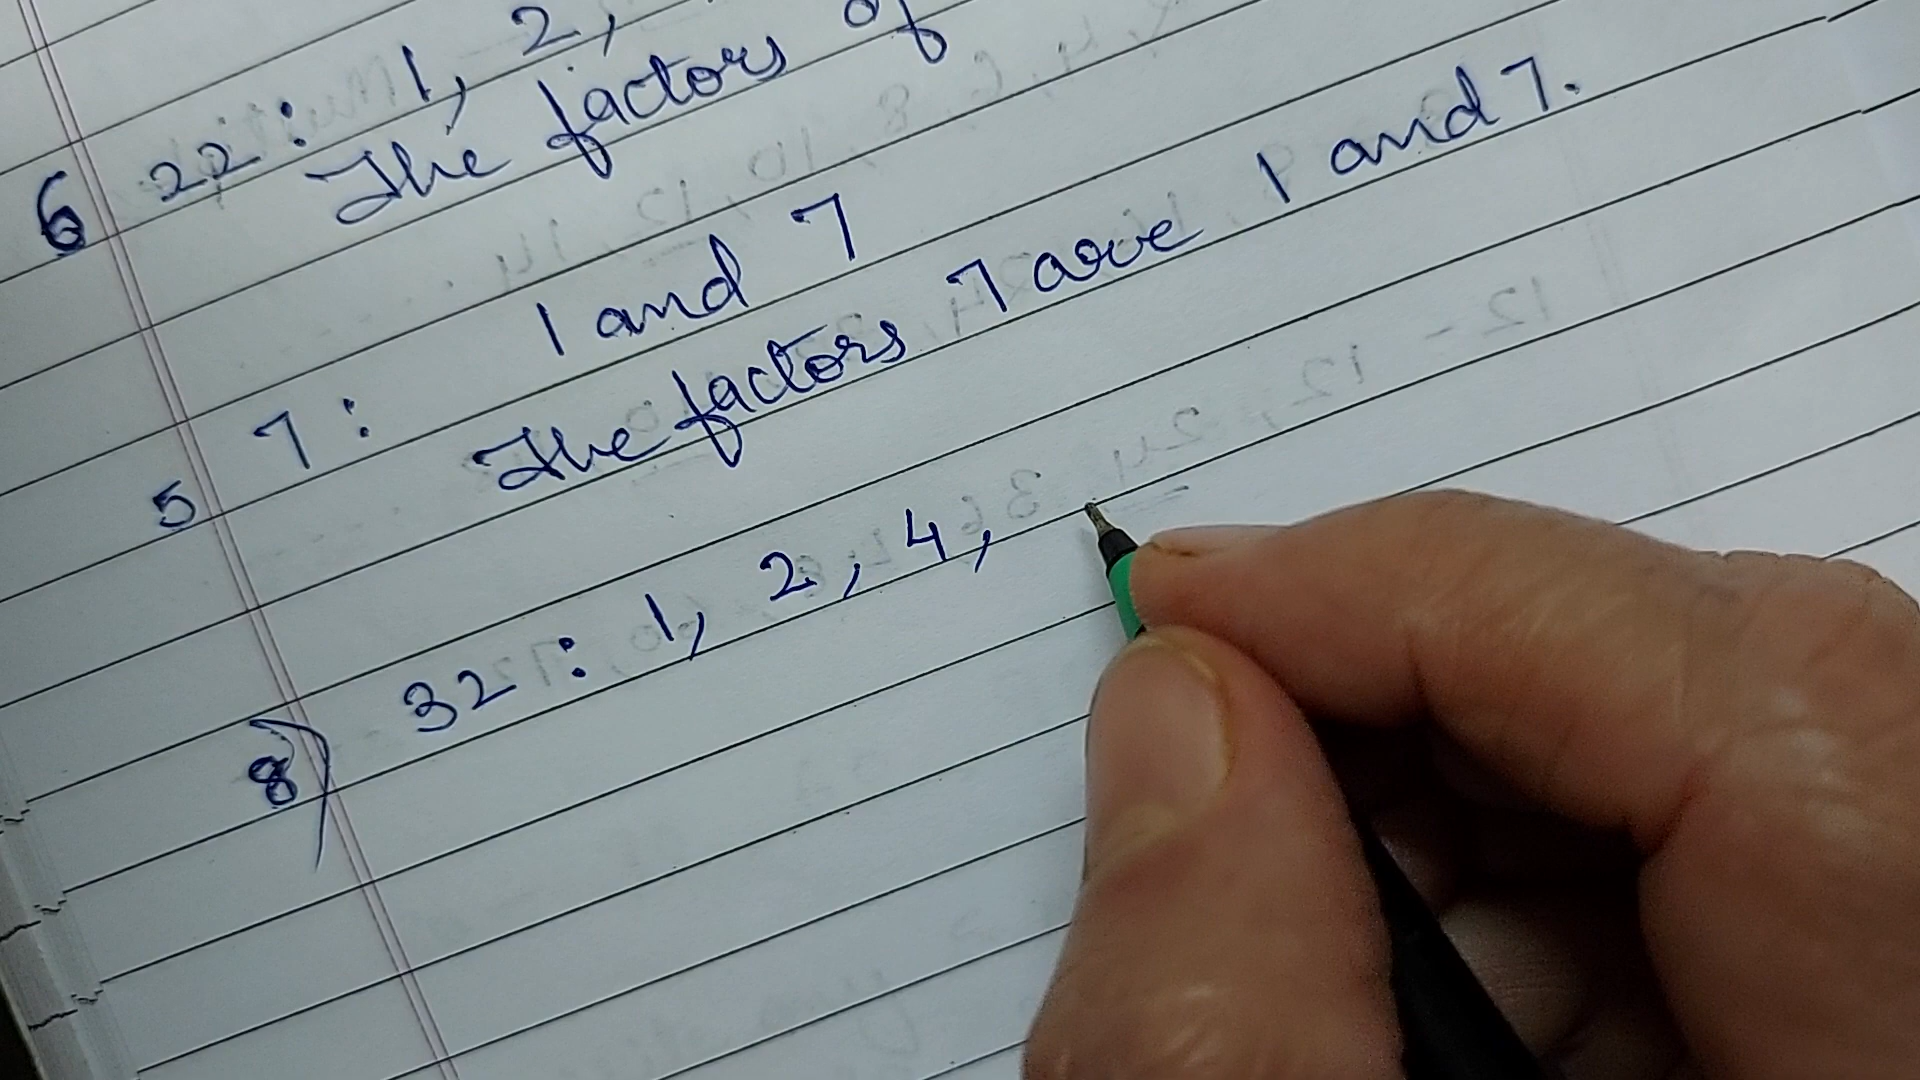 6 22: 1, 2,
The factors of
1 and 7
5 7:
The factors 7 are 1 and 7.
8) 32: 1, 2, 4,